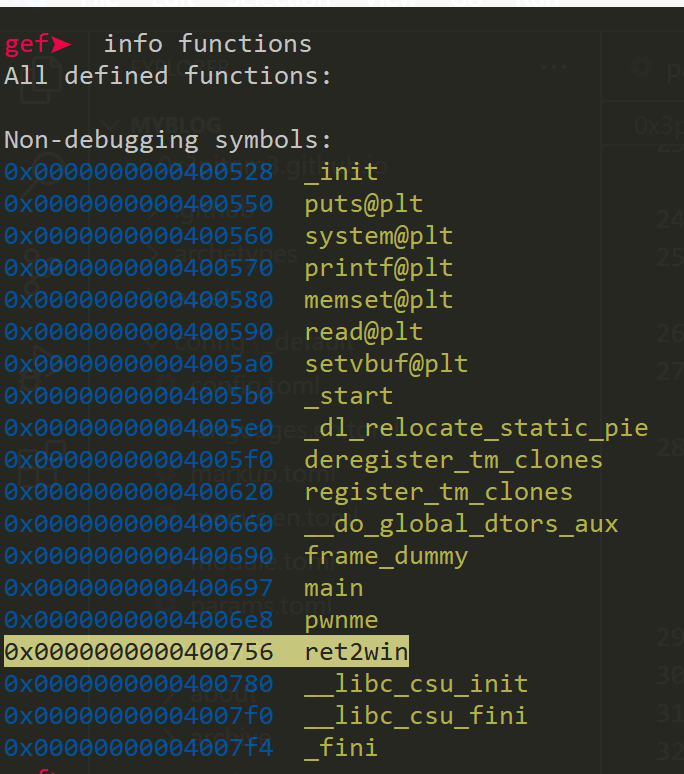 gef➤ info functions
All defined functions:
Non-debugging symbols:
0x0000000000400528 _init
0x0000000000400550 puts@plt
0x0000000000400560 system@plt
0x0000000000400570 printf@plt
0x0000000000400580 memset@plt
0x0000000000400590 read@plt
0x00000000004005a0 setvbuf@plt
0x00000000004005b0 _start
0x00000000004005e0 _dl_relocate_static_pie
0x00000000004005f0 deregister_tm_clones
0x0000000000400620 register_tm_clones
0x0000000000400660 __do_global_dtors_aux
0x0000000000400690 frame_dummy
0x0000000000400697 main
0x00000000004006e8 pwnme
0x0000000000400756 ret2win
0x0000000000400780 __libc_csu_init
0x00000000004007f0 __libc_csu_fini
0x00000000004007f4 _fini